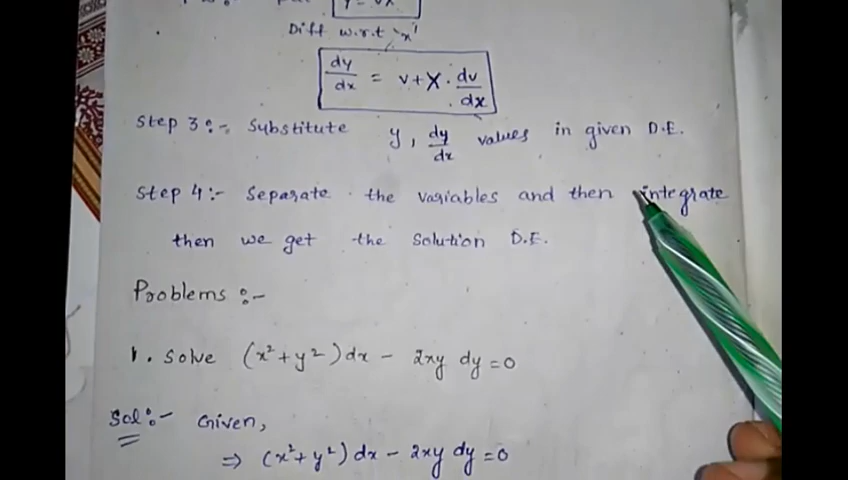 Diff w.r.t 'x'
dy/dx = v+x.dv/dx
Step 3:- Substitute y, dy/dx values in given D.E.
Step 4:- Separate the variables and then integrate
then we get the solution D.E.
Problems :-
1. Solve (x²+y²)dx - 2xy dy=0
Sol:- Given,
⇒ (x²+y²)dx - 2xy dy=0